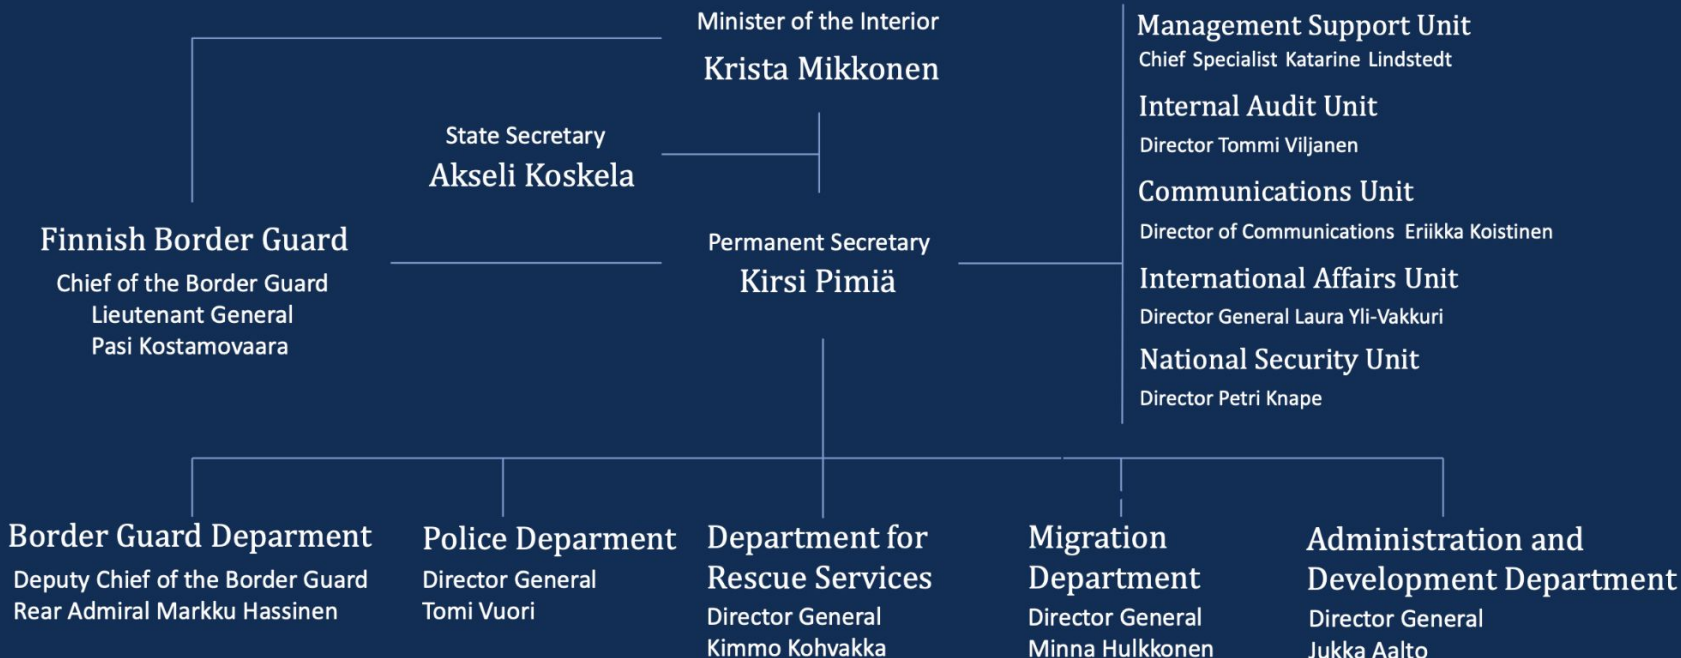 Minister of the Interior
Krista Mikkonen
State Secretary
Akseli Koskela
Finnish Border Guard
Chief of the Border Guard
Lieutenant General
Pasi Kostamovaara
Permanent Secretary
Kirsi Pimiä
Management Support Unit
Chief Specialist Katarine Lindstedt
Internal Audit Unit
Director Tommi Viljanen
Communications Unit
Director of Communications Eriikka Koistinen
International Affairs Unit
Director General Laura Yli-Vakkuri
National Security Unit
Director Petri Knape
Border Guard Deparment
Deputy Chief of the Border Guard
Rear Admiral Markku Hassinen
Police Deparment
Director General
Tomi Vuori
Department for
Rescue Services
Director General
Kimmo Kohvakka
Migration
Department
Director General
Minna Hulkkonen
Administration and
Development Department
Director General
Jukka Aalto